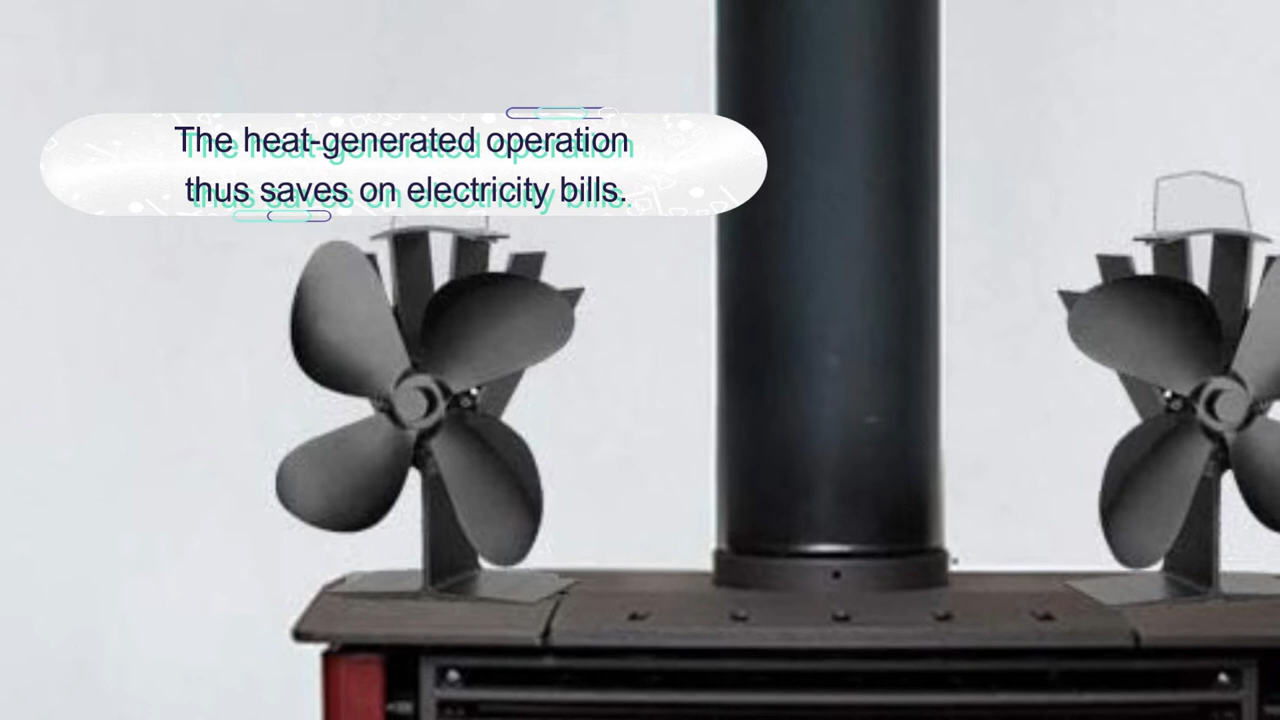 The heat-generated operation
thus saves on electricity bills.